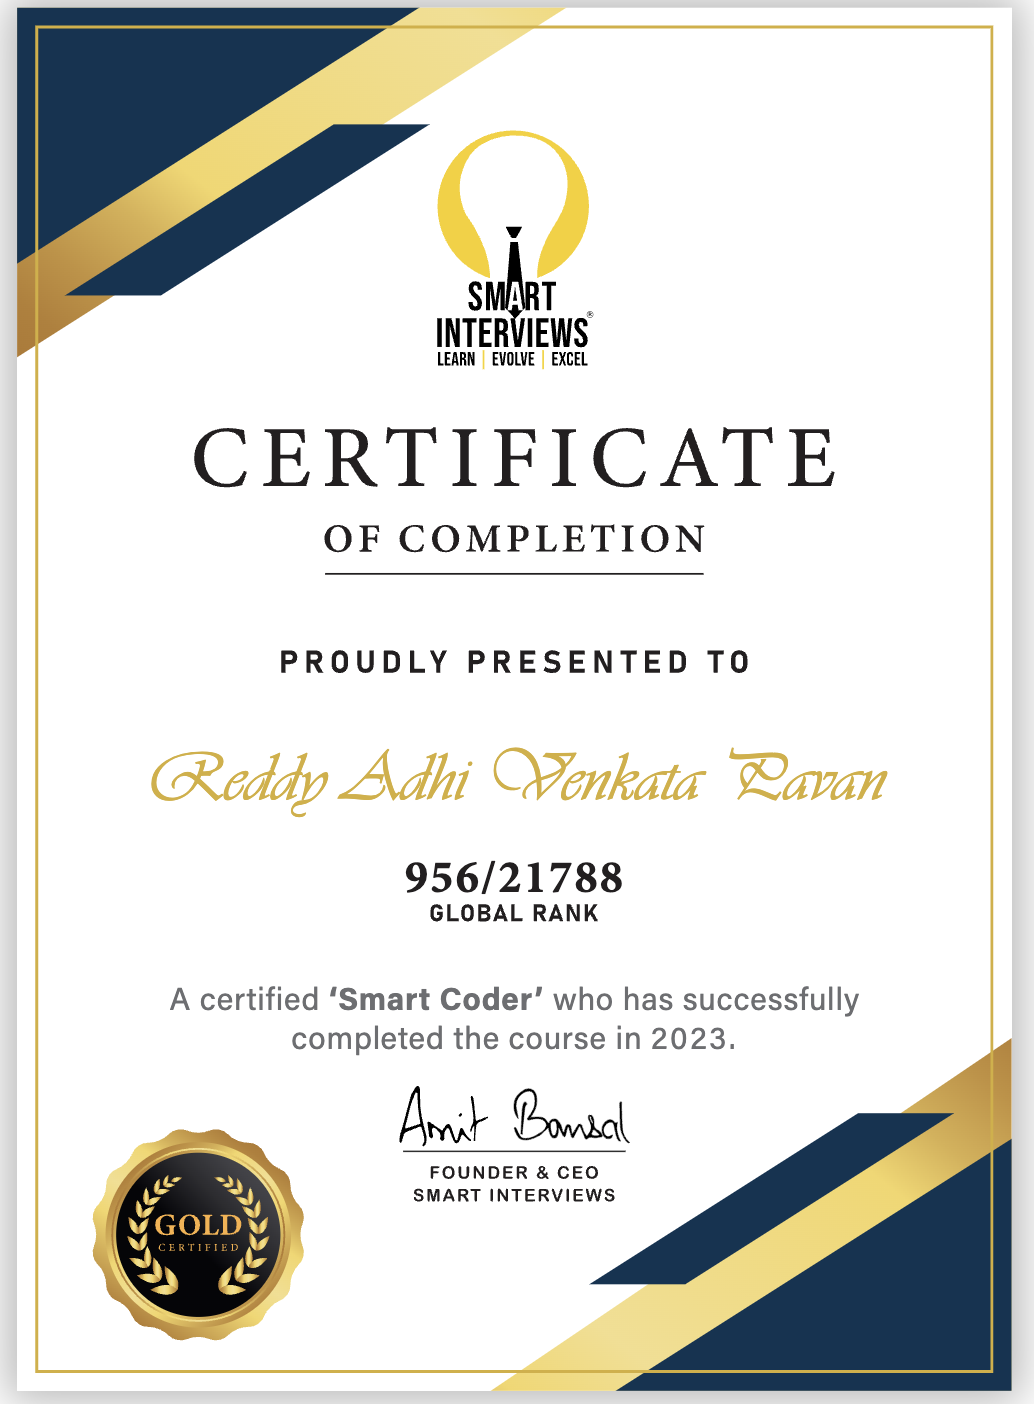 SMART
INTERVIEWS®
LEARN | EVOLVE | EXCEL
CERTIFICATE
OF COMPLETION
PROUDLY PRESENTED TO
Reddy Adhi Venkata Pavan
956/21788
GLOBAL RANK
A certified ‘Smart Coder’ who has successfully
completed the course in 2023.
Amit Bansal
FOUNDER & CEO
SMART INTERVIEWS
GOLD
CERTIFIED